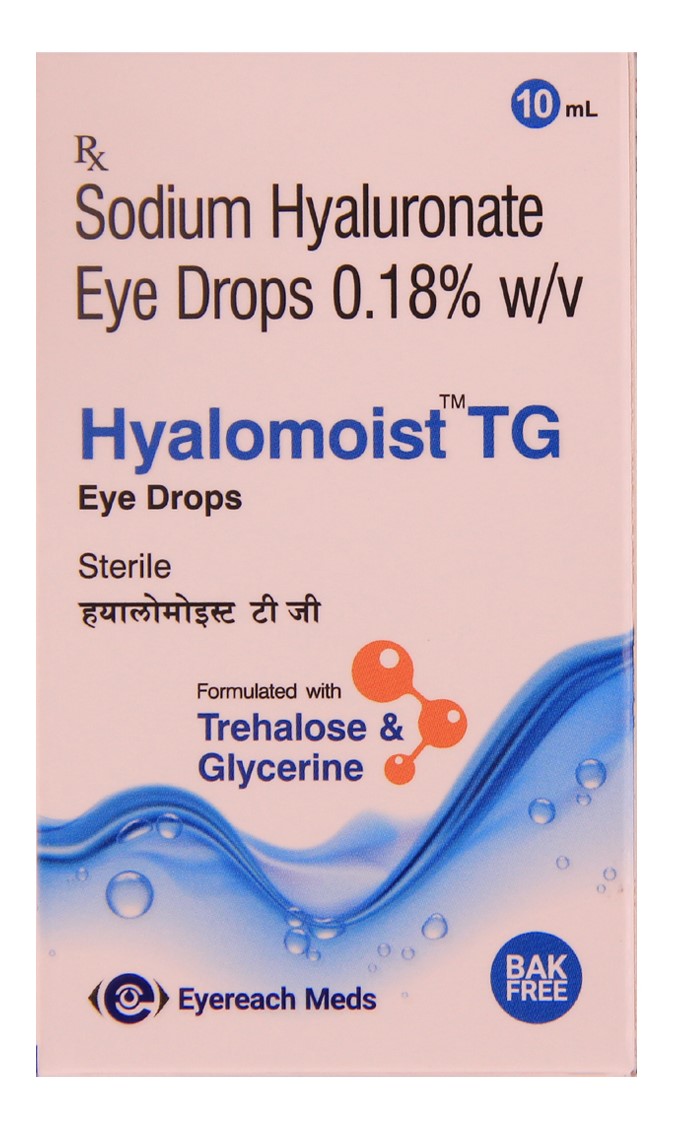 10 mL
Rx
Sodium Hyaluronate
Eye Drops 0.18% w/v
Hyalomoist™ TG
Eye Drops
Sterile
हयालोमोइस्ट टी जी
Formulated with
Trehalose &
Glycerine
Eyereach Meds
BAK
FREE